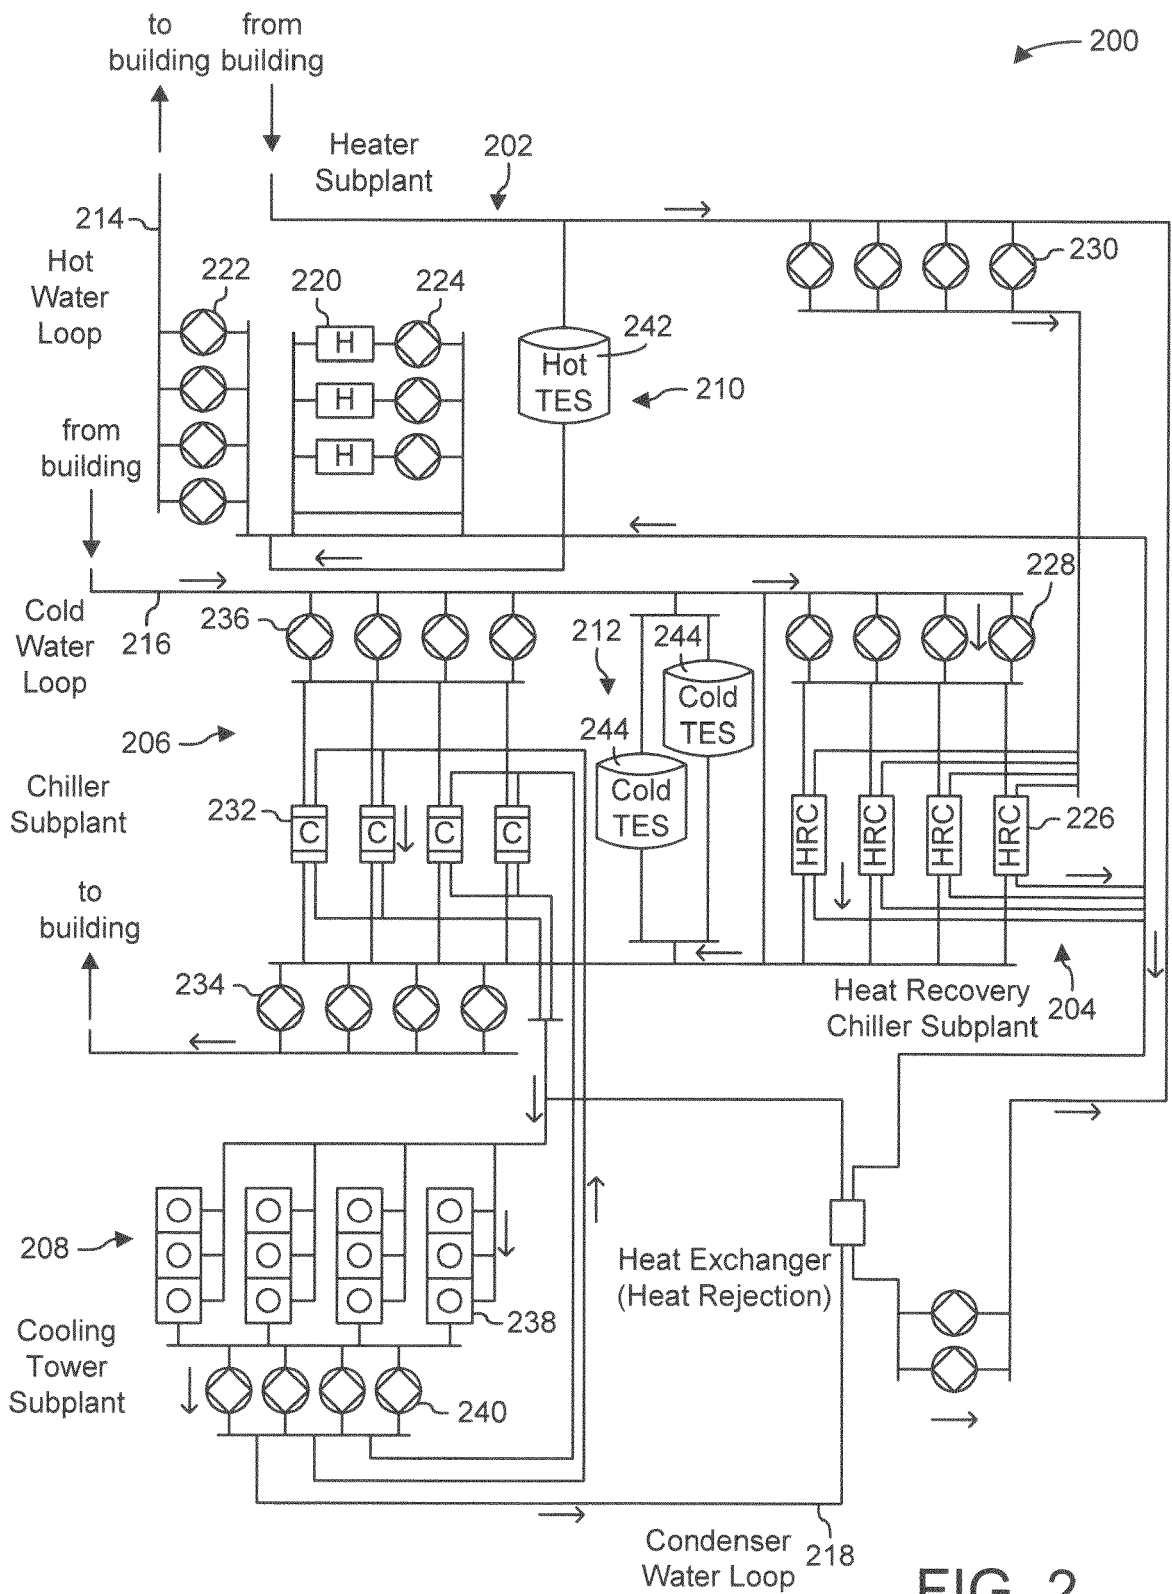 to
building
from
building
200
Heater
Subplant
202
214
Hot
Water
Loop
222
220
224
230
H
H
H
Hot
TES
242
210
from
building
Cold
Water
Loop
216
236
212
244
Cold
TES
244
Cold
TES
228
206
Chiller
Subplant
232
C
C
C
C
HRC
HRC
HRC
HRC
226
to
building
234
Heat Recovery
Chiller Subplant
204
208
Cooling
Tower
Subplant
238
240
Heat Exchanger
(Heat Rejection)
Condenser
Water Loop
218
FIG. 2